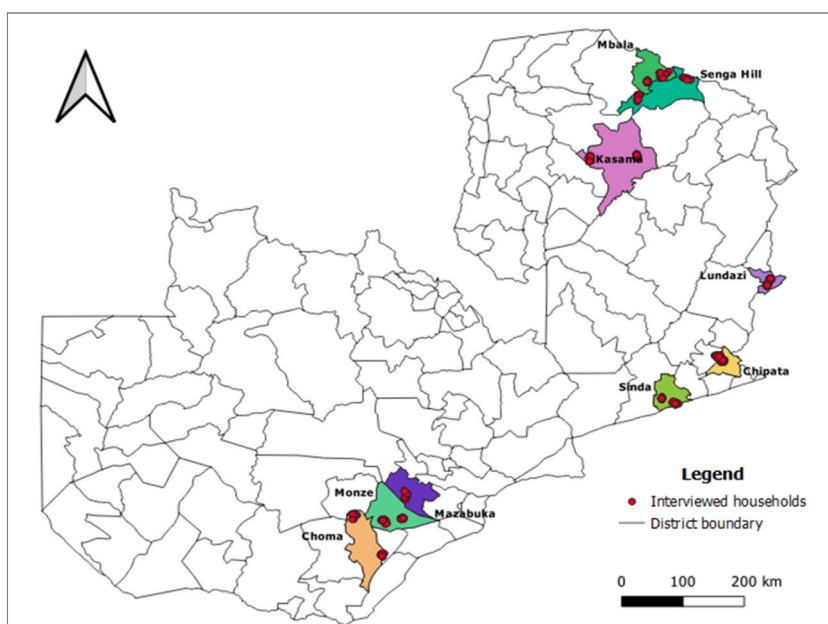 Mbala
Senga Hill
Kasama
Lundazi
Chipata
Sinda
Monze
Mazabuka
Choma
Legend
Interviewed households
District boundary
0 100 200 km